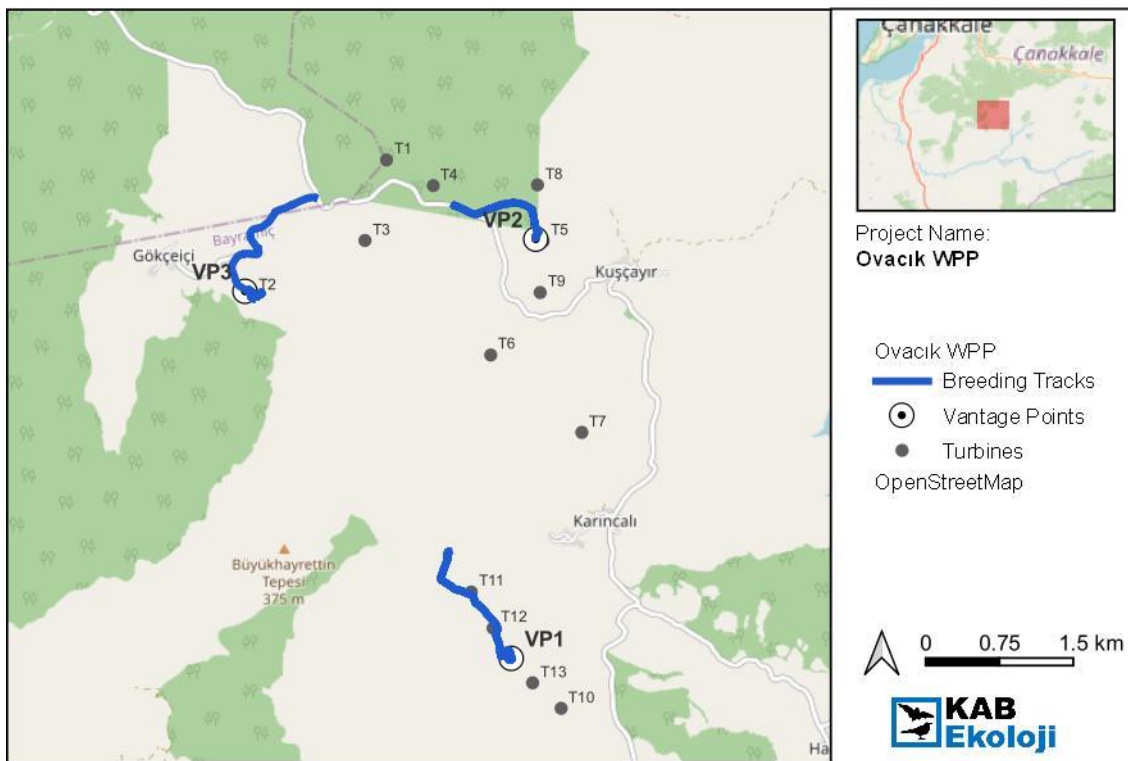 T1
T4
T8
VP2
T5
T3
Bayramiç
Gökçeiçi
VP3
T2
T9
Kuşçayır
T6
T7
Karıncalı
Büyükhayrettin
Tepesi
375 m
T11
T12
VP1
T13
T10
Ha
Çanakkale
Çanakkale
Project Name:
Ovacık WPP
Ovacık WPP
Breeding Tracks
Vantage Points
Turbines
OpenStreetMap
0 0.75 1.5 km
KAB
Ekoloji